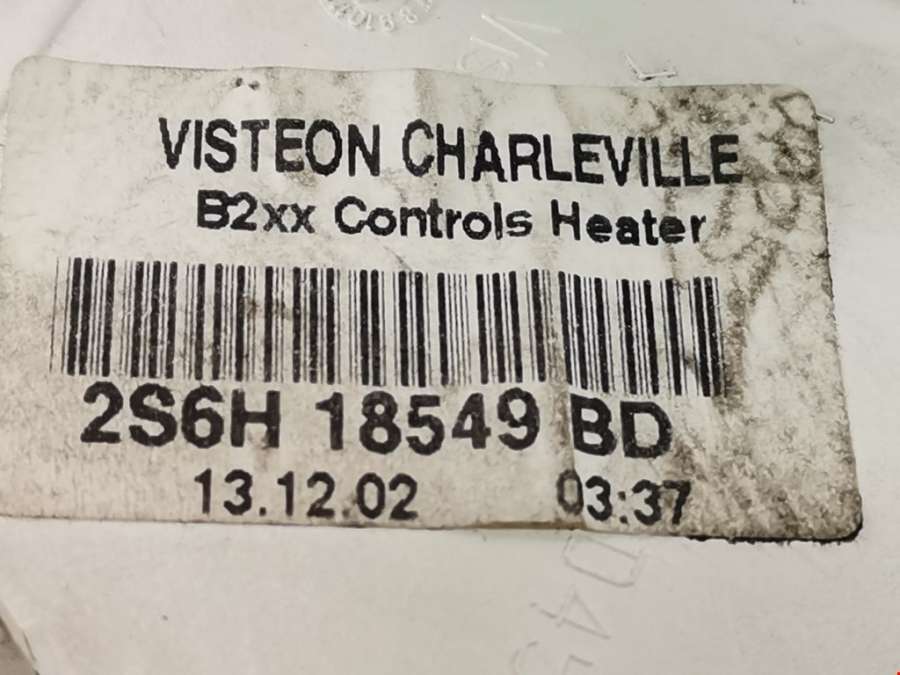 VISTEON CHARLEVILLE
B2xx Controls Heater
2S6H 18549 BD
13.12.02 03:37